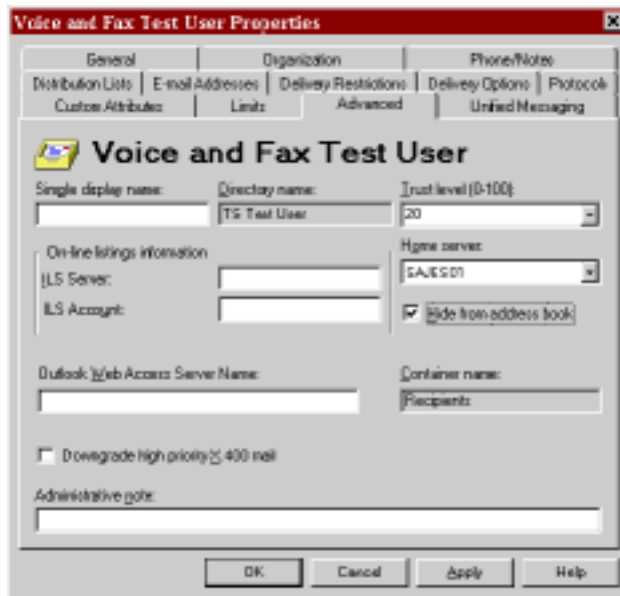 Voice and Fax Test User Properties
General Organization Phone/Notes
Distribution Lists E-mail Addresses Delivery Restrictions Delivery Options Protocols
Custom Attributes Limits Advanced Unified Messaging
Voice and Fax Test User
Single display name: Directory name: Trust level (0-100):
TS Test User 20
On-line listings information Home server:
ILS Server: SAJES01
ILS Account: Hide from address book
Outlook Web Access Server Name: Container name:
Recipients
Downgrade high priority X.400 mail
Administrative note:
OK Cancel Apply Help